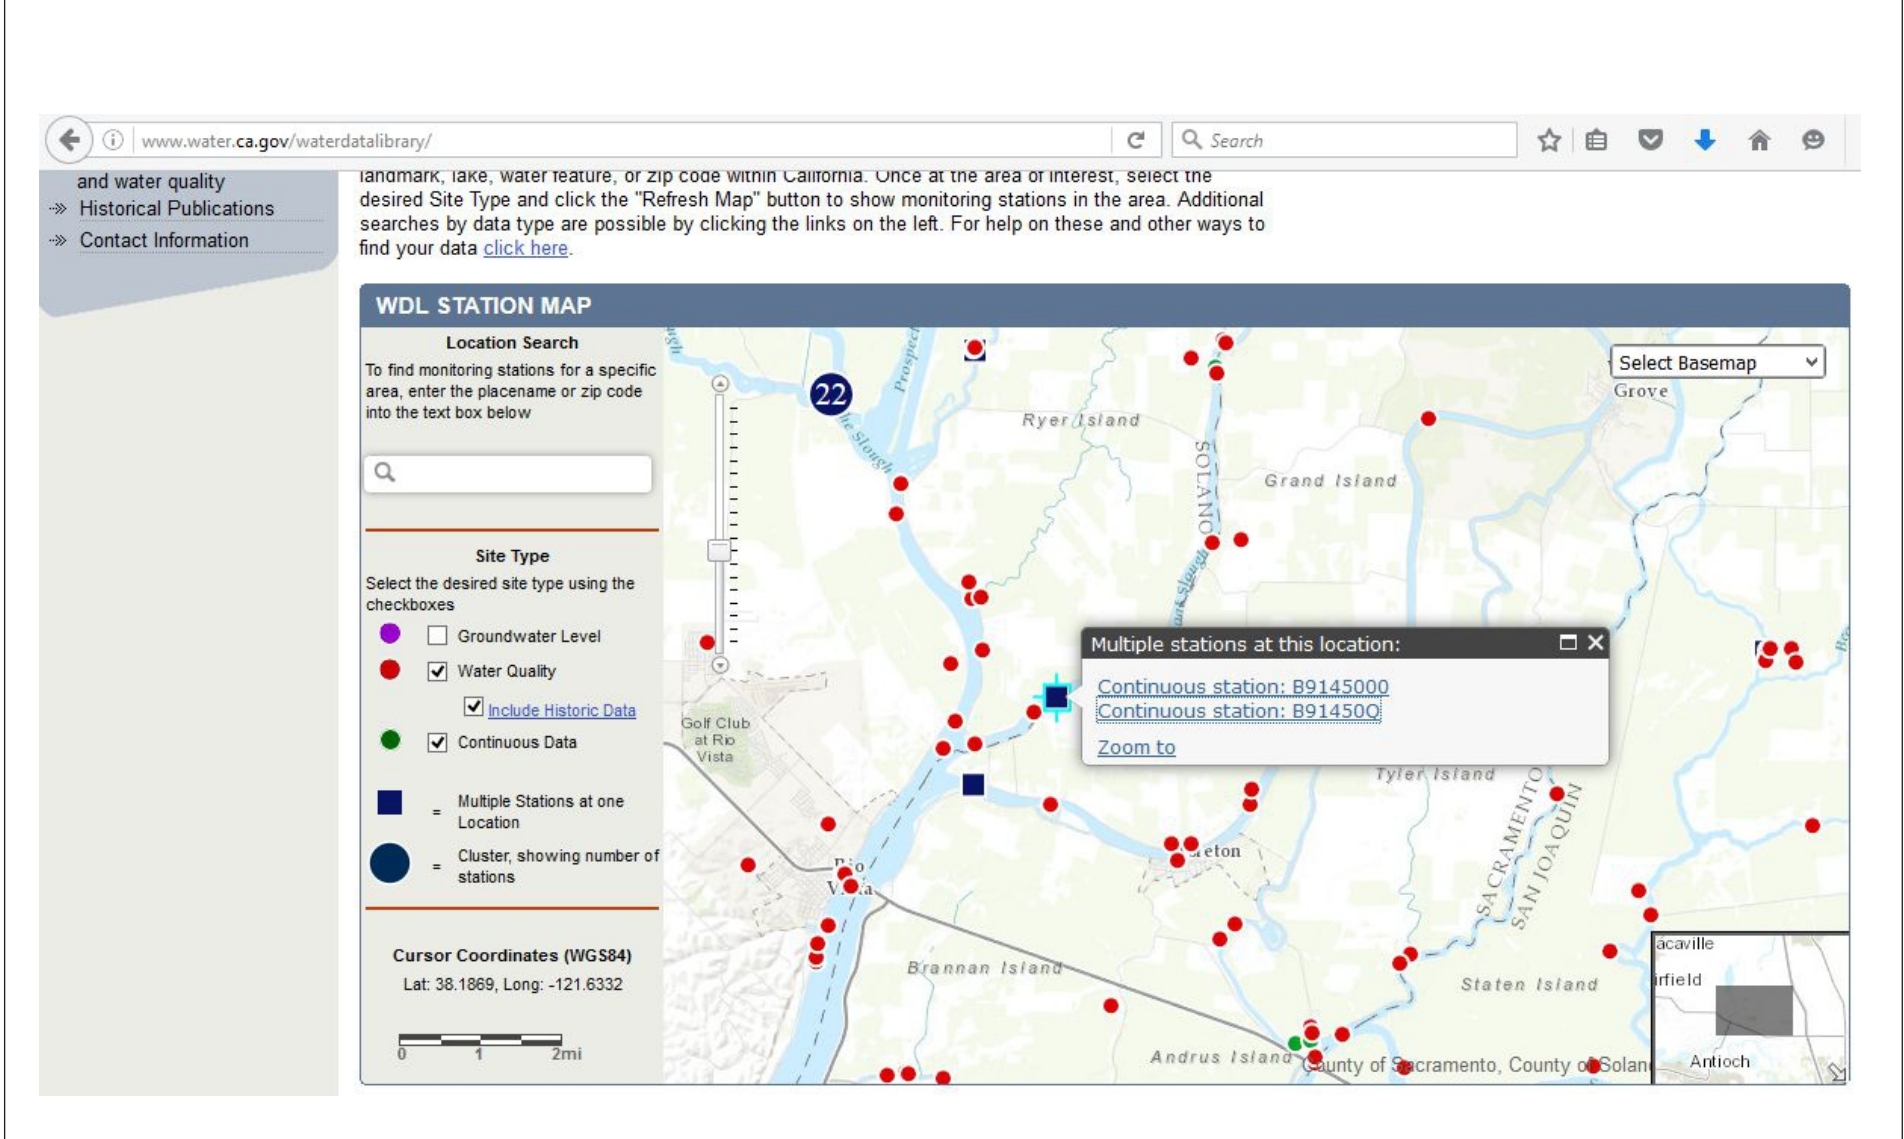 www.water.ca.gov/waterdatalibrary/
Search
and water quality
Historical Publications
Contact Information
landmark, lake, water feature, or zip code within California. Once at the area of interest, select the
desired Site Type and click the "Refresh Map" button to show monitoring stations in the area. Additional
searches by data type are possible by clicking the links on the left. For help on these and other ways to
find your data click here.
WDL STATION MAP
Location Search
To find monitoring stations for a specific
area, enter the placename or zip code
into the text box below
Site Type
Select the desired site type using the
checkboxes
Groundwater Level
Water Quality
Include Historic Data
Continuous Data
= Multiple Stations at one
Location
= Cluster, showing number of
stations
Cursor Coordinates (WGS84)
Lat: 38.1869, Long: -121.6332
0 1 2mi
Select Basemap
Grove
22
Prospect
Slough
Ryer Island
SOLANO
Grand Island
Slough
Multiple stations at this location:
Continuous station: B9145000
Continuous station: B91450Q
Zoom to
Golf Club
at Rio
Vista
Tyler Island
SACRAMENTO
SAN JOAQUIN
Rio
Vista
eton
Brannan Island
Staten Island
Andrus Island
County of Sacramento, County of Solan
acaville
irfield
Antioch